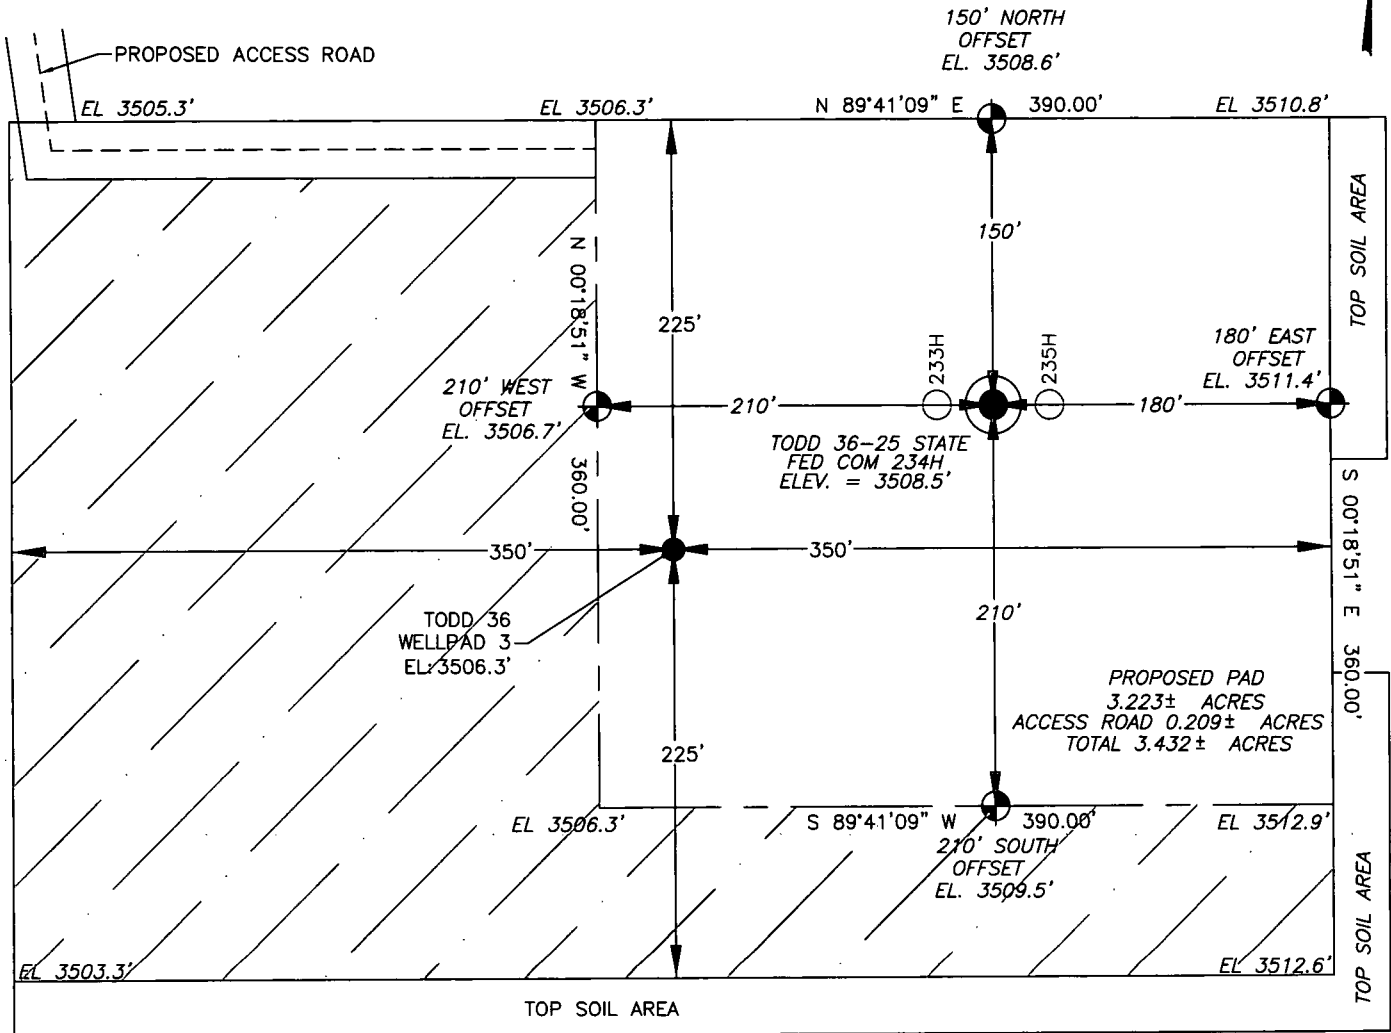 150' NORTH
OFFSET
EL. 3508.6'
PROPOSED ACCESS ROAD
EL 3505.3'
EL 3506.3'
N 89°41'09" E 390.00'
EL 3510.8'
150'
TOP SOIL AREA
N 00°18'51" W 360.00'
225'
233H
235H
180' EAST
OFFSET
EL. 3511.4'
210' WEST
OFFSET
EL. 3506.7'
210'
180'
TODD 36-25 STATE
FED COM 234H
ELEV. = 3508.5'
S 00°18'51" E 360.00'
350'
350'
210'
TODD 36
WELLPAD 3
EL:3506.3'
PROPOSED PAD
3.223± ACRES
ACCESS ROAD 0.209± ACRES
TOTAL 3.432± ACRES
225'
EL 3506.3'
S 89°41'09" W 390.00'
EL 3512.9'
210' SOUTH
OFFSET
EL. 3509.5'
TOP SOIL AREA
EL 3503.3'
EL 3512.6'
TOP SOIL AREA